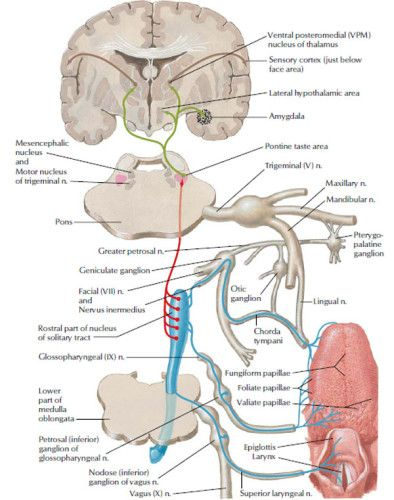 Ventral posteromedial (VPM)
nucleus of thalamus
Sensory cortex (just below
face area)
Lateral hypothalamic area
Amygdala
Mesencephalic
nucleus
and
Motor nucleus
of trigeminal n.
Pontine taste area
Trigeminal (V) n.
Maxillary n.
Mandibular n.
Pons
Pterygo-
palatine
ganglion
Greater petrosal n.
Geniculate ganglion
Facial (VII) n.
and
Nervus inermedius
Otic
ganglion
Lingual n.
Rostral part of nucleus
of solitary tract
Chorda
tympani
Glossopharyngeal (IX) n.
Fungiform papillae
Foliate papillae
Valiate papillae
Lower
part of
medulla
oblongata
Petrosal (inferior)
ganglion of
glossopharyngeal n.
Epiglottis
Larynx
Nodose (inferior)
ganglion of vagus n.
Vagus (X) n.
Superior laryngeal n.